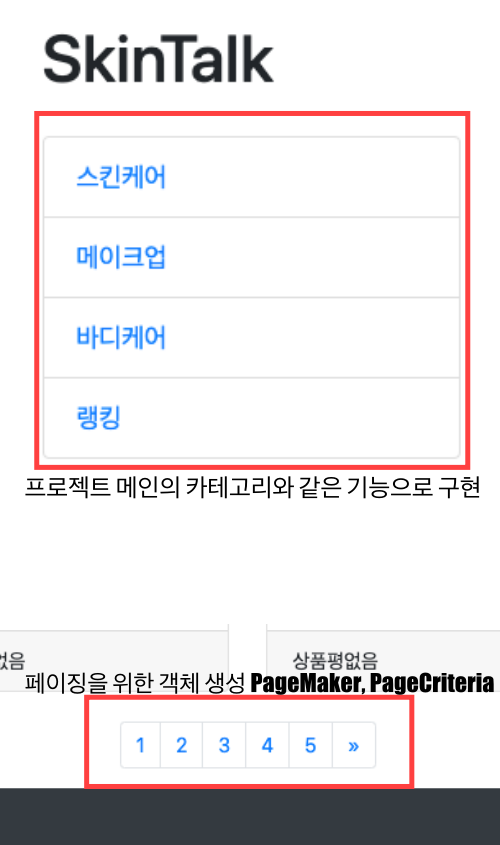 SkinTalk
스킨케어
메이크업
바디케어
랭킹
프로젝트 메인의 카테고리와 같은 기능으로 구현
없음
상품평없음
페이징을 위한 객체 생성 PageMaker, PageCriteria
1 2 3 4 5 »